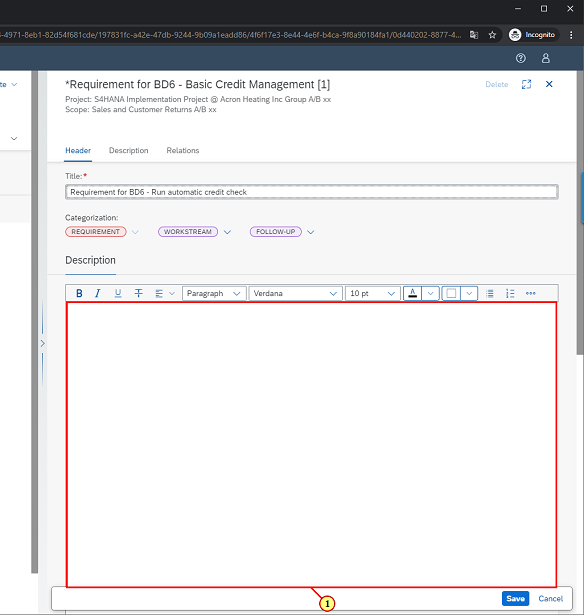 -4971-8eb1-82d54f681cde/197831fc-a42e-47db-9244-9b09a1eadd86/4f6f17e3-8e44-4e6f-b4ca-9f8a90184fa1/0d440202-8877-4...
Incognito
te
*Requirement for BD6 - Basic Credit Management [1]
Delete
Project: S4HANA Implementation Project @ Acron Heating Inc Group A/B xx
Scope: Sales and Customer Returns A/B xx
Header Description Relations
Title:*
Requirement for BD6 - Run automatic credit check
Categorization:
REQUIREMENT WORKSTREAM FOLLOW-UP
Description
B I U T Paragraph Verdana 10 pt A
1
Save Cancel